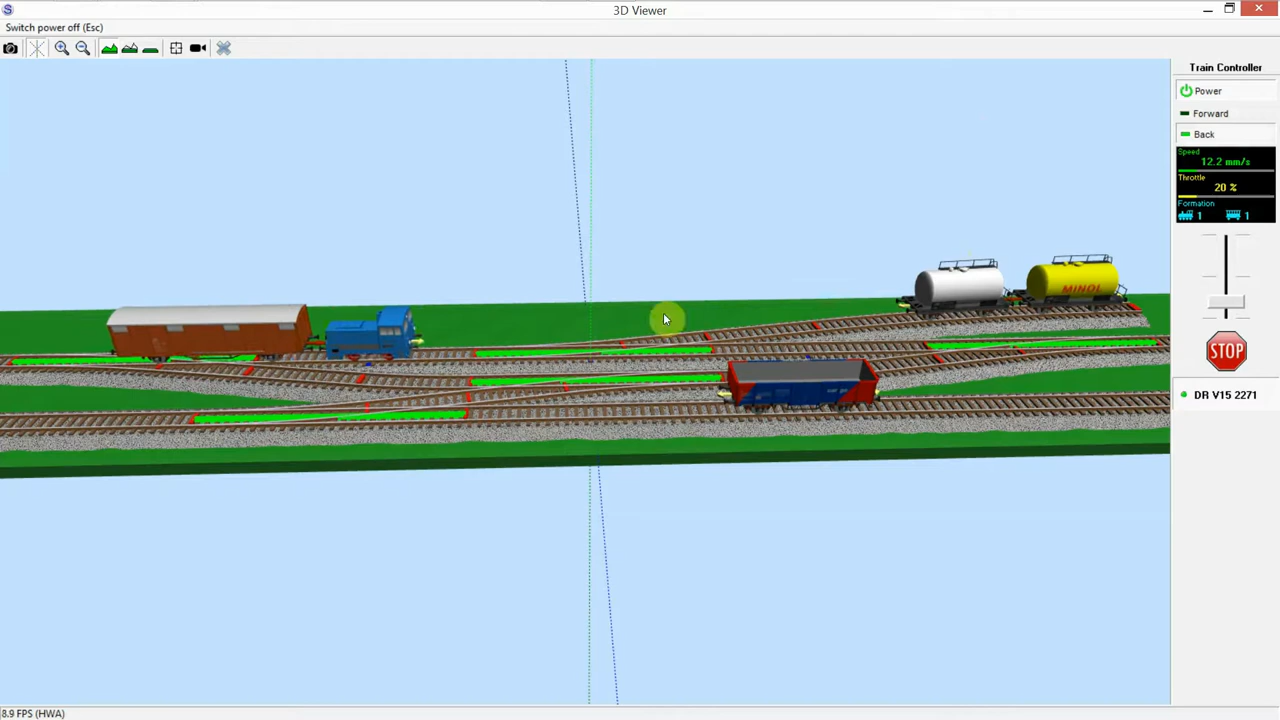 3D Viewer
Switch power off (Esc)
Train Controller
Power
Forward
Back
Speed
12.2 mm/s
Throttle
20 %
Formation
1 1
MINOL
STOP
DR V15 2271
8.9 FPS (HWA)